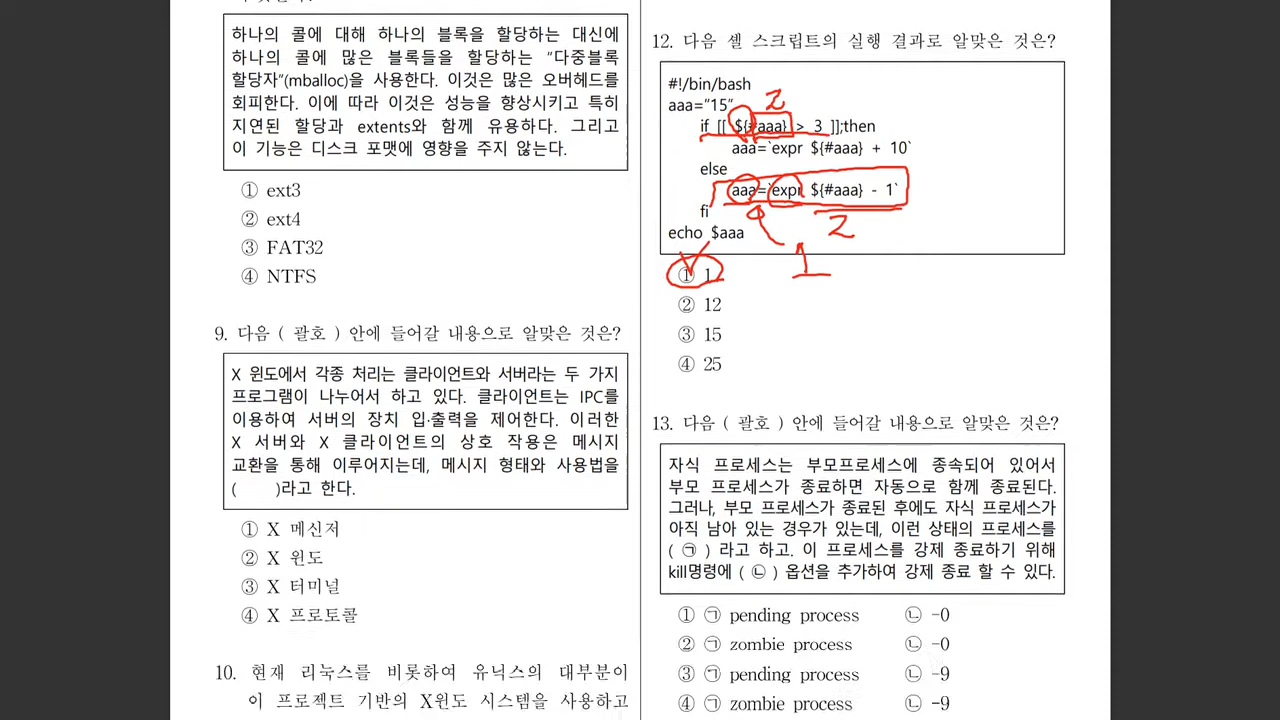 하나의 콜에 대해 하나의 블록을 할당하는 대신에
하나의 콜에 많은 블록들을 할당하는 "다중블록
할당자"(mballoc)을 사용한다. 이것은 많은 오버헤드를
회피한다. 이에 따라 이것은 성능을 향상시키고 특히
지연된 할당과 extents와 함께 유용하다. 그리고
이 기능은 디스크 포맷에 영향을 주지 않는다.
① ext3
② ext4
③ FAT32
④ NTFS
9. 다음 ( 괄호 ) 안에 들어갈 내용으로 알맞은 것은?
X 윈도에서 각종 처리는 클라이언트와 서버라는 두 가지
프로그램이 나누어서 하고 있다. 클라이언트는 IPC를
이용하여 서버의 장치 입·출력을 제어한다. 이러한
X 서버와 X 클라이언트의 상호 작용은 메시지
교환을 통해 이루어지는데, 메시지 형태와 사용법을
( )라고 한다.
① X 메신저
② X 윈도
③ X 터미널
④ X 프로토콜
10. 현재 리눅스를 비롯하여 유닉스의 대부분이
이 프로젝트 기반의 X윈도 시스템을 사용하고
12. 다음 셸 스크립트의 실행 결과로 알맞은 것은?
#!/bin/bash
aaa="15"
2
if [[ ${#aaa} > 3 ]];then
aaa=`expr ${#aaa} + 10`
else
aaa=`expr ${#aaa} - 1`
fi
2
echo $aaa
1
① 1
② 12
③ 15
④ 25
13. 다음 ( 괄호 ) 안에 들어갈 내용으로 알맞은 것은?
자식 프로세스는 부모프로세스에 종속되어 있어서
부모 프로세스가 종료하면 자동으로 함께 종료된다.
그러나, 부모 프로세스가 종료된 후에도 자식 프로세스가
아직 남아 있는 경우가 있는데, 이런 상태의 프로세스를
( ㉠ ) 라고 하고. 이 프로세스를 강제 종료하기 위해
kill명령에 ( ㉡ ) 옵션을 추가하여 강제 종료 할 수 있다.
① ㉠ pending process ㉡ -0
② ㉠ zombie process ㉡ -0
③ ㉠ pending process ㉡ -9
④ ㉠ zombie process ㉡ -9